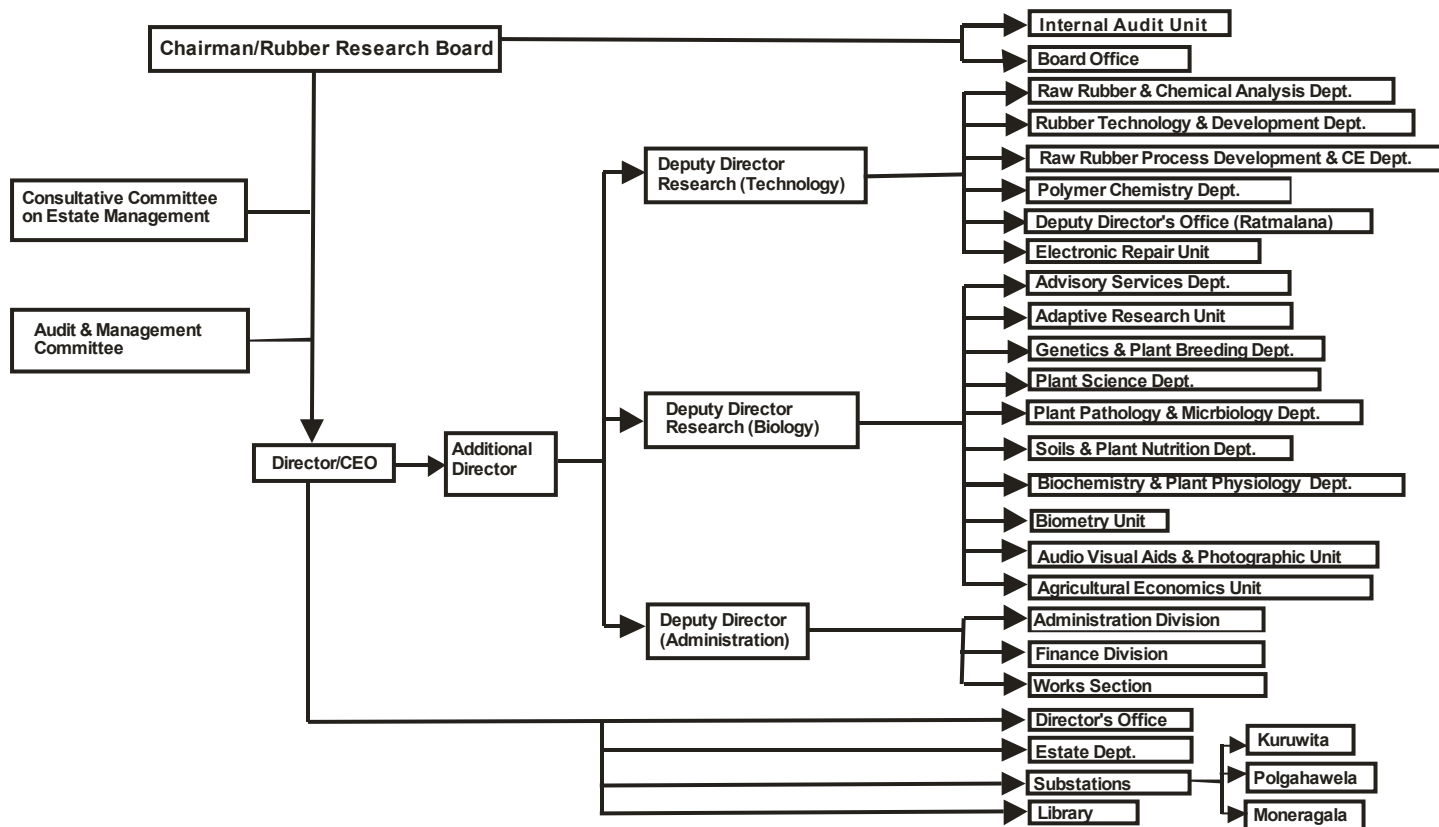 Chairman/Rubber Research Board
Internal Audit Unit
Board Office
Raw Rubber & Chemical Analysis Dept.
Rubber Technology & Development Dept.
Raw Rubber Process Development & CE Dept.
Polymer Chemistry Dept.
Deputy Director's Office (Ratmalana)
Electronic Repair Unit
Deputy Director
Research (Technology)
Consultative Committee
on Estate Management
Audit & Management
Committee
Advisory Services Dept.
Adaptive Research Unit
Genetics & Plant Breeding Dept.
Plant Science Dept.
Plant Pathology & Micrbiology Dept.
Soils & Plant Nutrition Dept.
Biochemistry & Plant Physiology Dept.
Biometry Unit
Audio Visual Aids & Photographic Unit
Agricultural Economics Unit
Deputy Director
Research (Biology)
Director/CEO
Additional
Director
Deputy Director
(Administration)
Administration Division
Finance Division
Works Section
Director's Office
Estate Dept.
Substations
Library
Kuruwita
Polgahawela
Moneragala